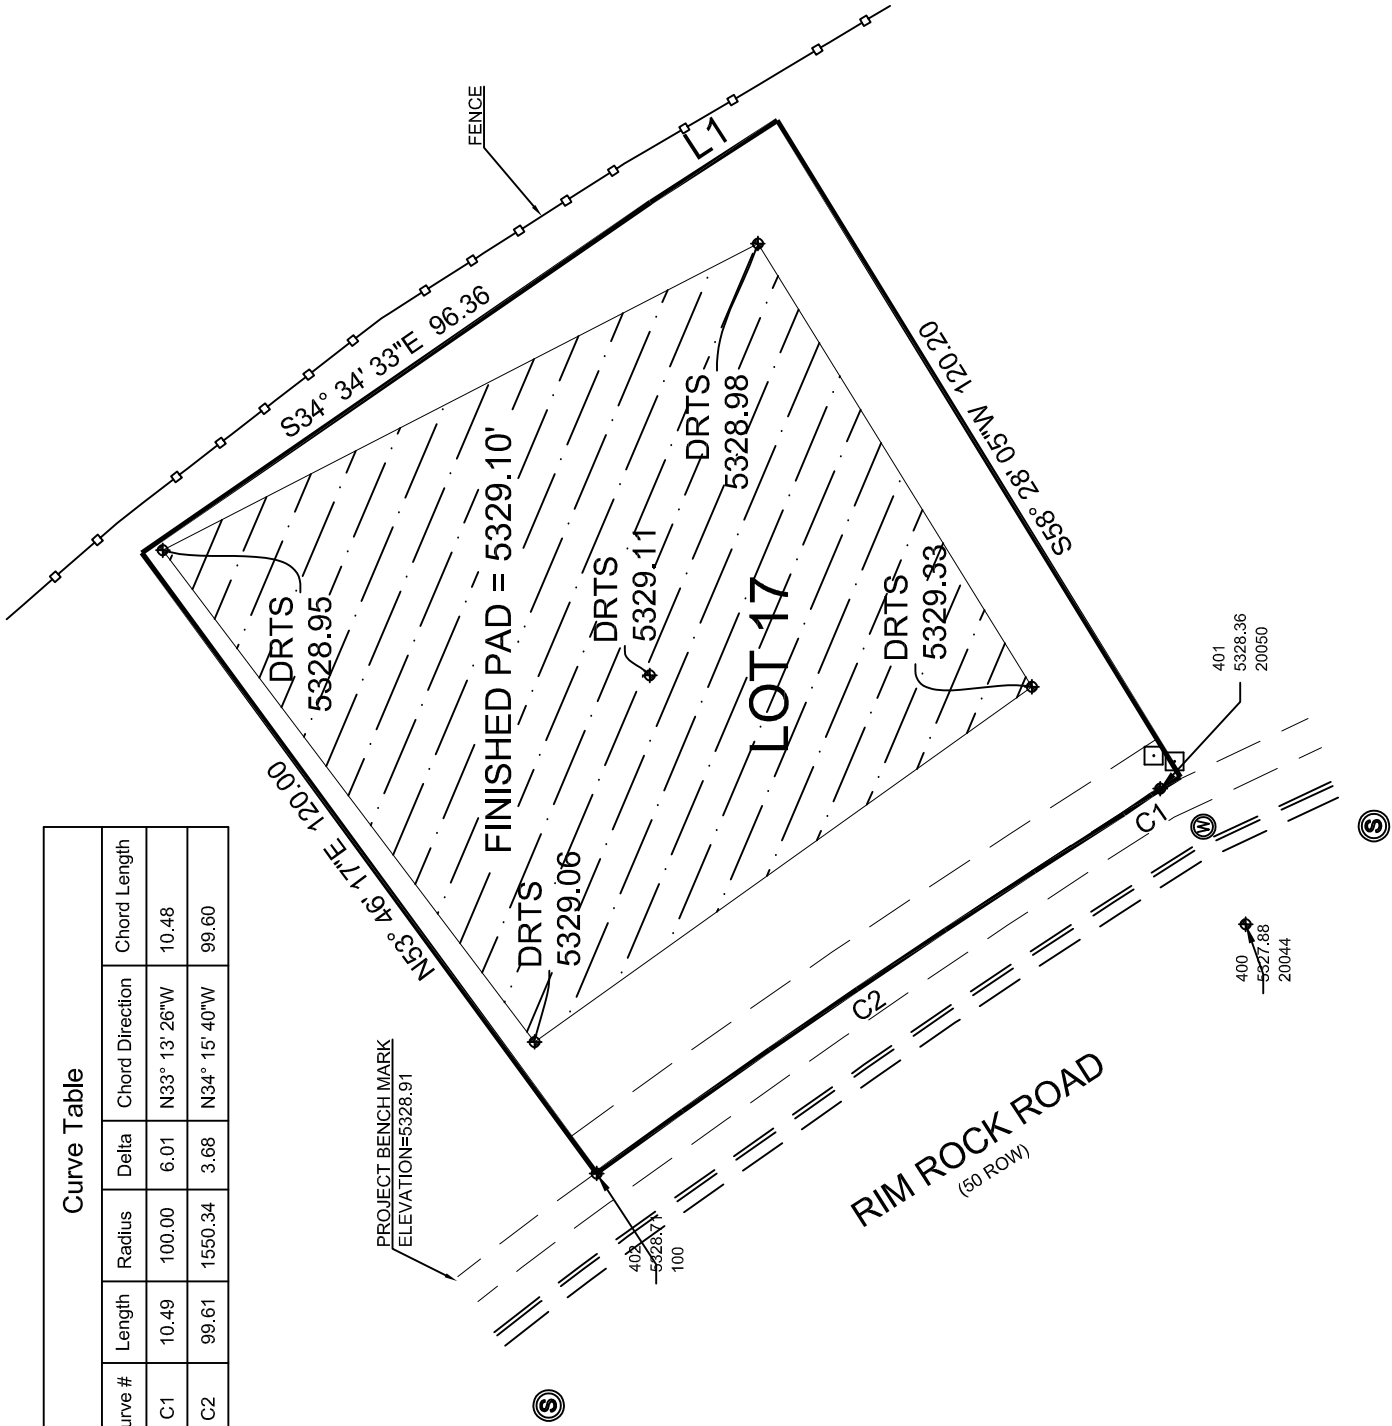 Curve Table
urve # Length Radius Delta Chord Direction Chord Length
C1 10.49 100.00 6.01 N33° 13' 26"W 10.48
C2 99.61 1550.34 3.68 N34° 15' 40"W 99.60
FENCE
L1
S34° 34' 33"E 96.36
N53° 46' 17"E 120.00
S58° 28' 05"W 120.20
DRTS
5328.95
FINISHED PAD = 5329.10'
DRTS
5328.98
DRTS
5329.11
LOT 17
DRTS
5329.33
DRTS
5329.06
PROJECT BENCH MARK
ELEVATION=5328.91
402
5328.71
100
401
5328.36
20050
C1
C2
W
S
400
5327.88
20044
RIM ROCK ROAD
(50 ROW)
S